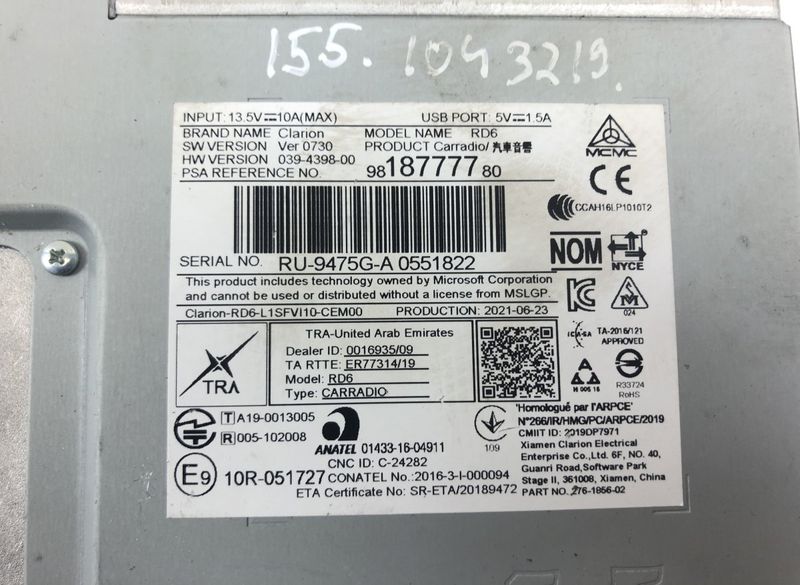 155. 1043219.
INPUT: 13.5V⎓10A(MAX) USB PORT: 5V⎓1.5A
BRAND NAME Clarion MODEL NAME RD6
SW VERSION Ver 0730 PRODUCT Carradio/汽車音響
HW VERSION 039-4398-00
PSA REFERENCE NO. 9818777780
MCMC
CE
CCAH16LP1010T2
NOM
NYCE
SERIAL NO. RU-9475G-A 0551822
This product includes technology owned by Microsoft Corporation
and cannot be used or distributed without a license from MSLGP.
024
Clarion-RD6-L1SFVI10-CEM00 PRODUCTION: 2021-06-23
TRA
TRA-United Arab Emirates
Dealer ID: 0016935/09
TA RTTE: ER77314/19
Model: RD6
Type: CARRADIO
ICASA
TA-2016/121
APPROVED
R33724
RoHS
T A19-0013005
R 005-102008
ANATEL 01433-16-04911
109
CNC ID: C-24282
E9 10R-051727 CONATEL No.:2016-3-I-000094
ETA Certificate No: SR-ETA/20189472
"Homologué par l'ARPCE"
N°266/IR/HMG/PC/ARPCE/2019
CMIIT ID: 2019DP7971
Xiamen Clarion Electrical
Enterprise Co.,Ltd. 6F, NO. 40,
Guanri Road,Software Park
Stage II, 361008, Xiamen, China
PART NO. 276-1856-02